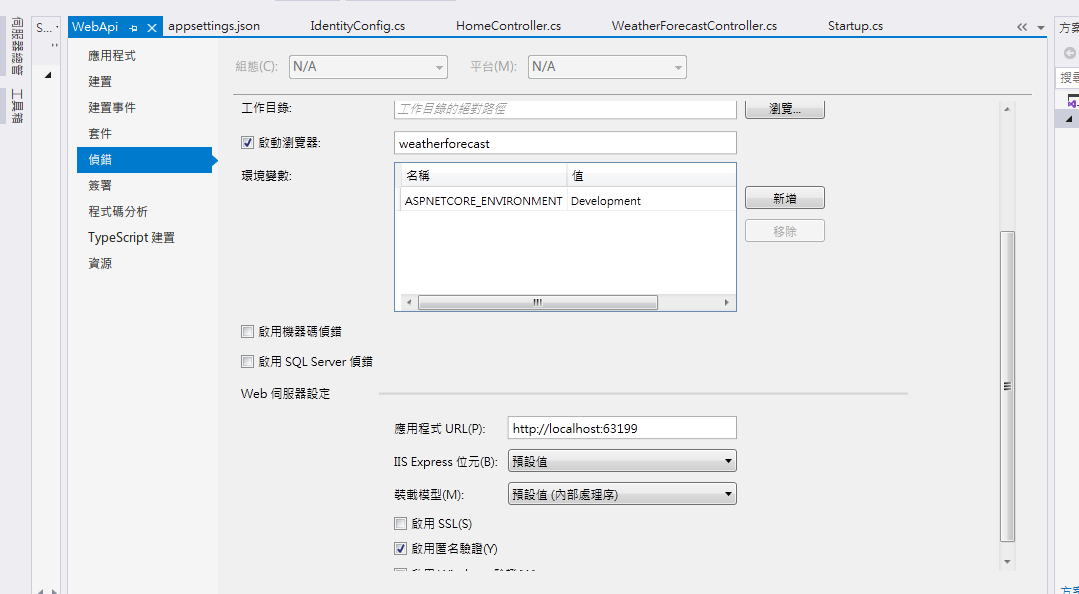 伺服器總管
工具箱
S...
WebApi
appsettings.json
IdentityConfig.cs
HomeController.cs
WeatherForecastController.cs
Startup.cs
方案
搜尋
應用程式
建置
建置事件
套件
偵錯
簽署
程式碼分析
TypeScript 建置
資源
組態(C): N/A 平台(M): N/A
工作目錄: 工作目錄的絕對路徑 瀏覽...
啟動瀏覽器: weatherforecast
環境變數: 名稱 值
ASPNETCORE_ENVIRONMENT Development
新增
移除
啟用機器碼偵錯
啟用 SQL Server 偵錯
Web 伺服器設定
應用程式 URL(P): http://localhost:63199
IIS Express 位元(B): 預設值
裝載模型(M): 預設值 (內部處理序)
啟用 SSL(S)
啟用匿名驗證(Y)
方案